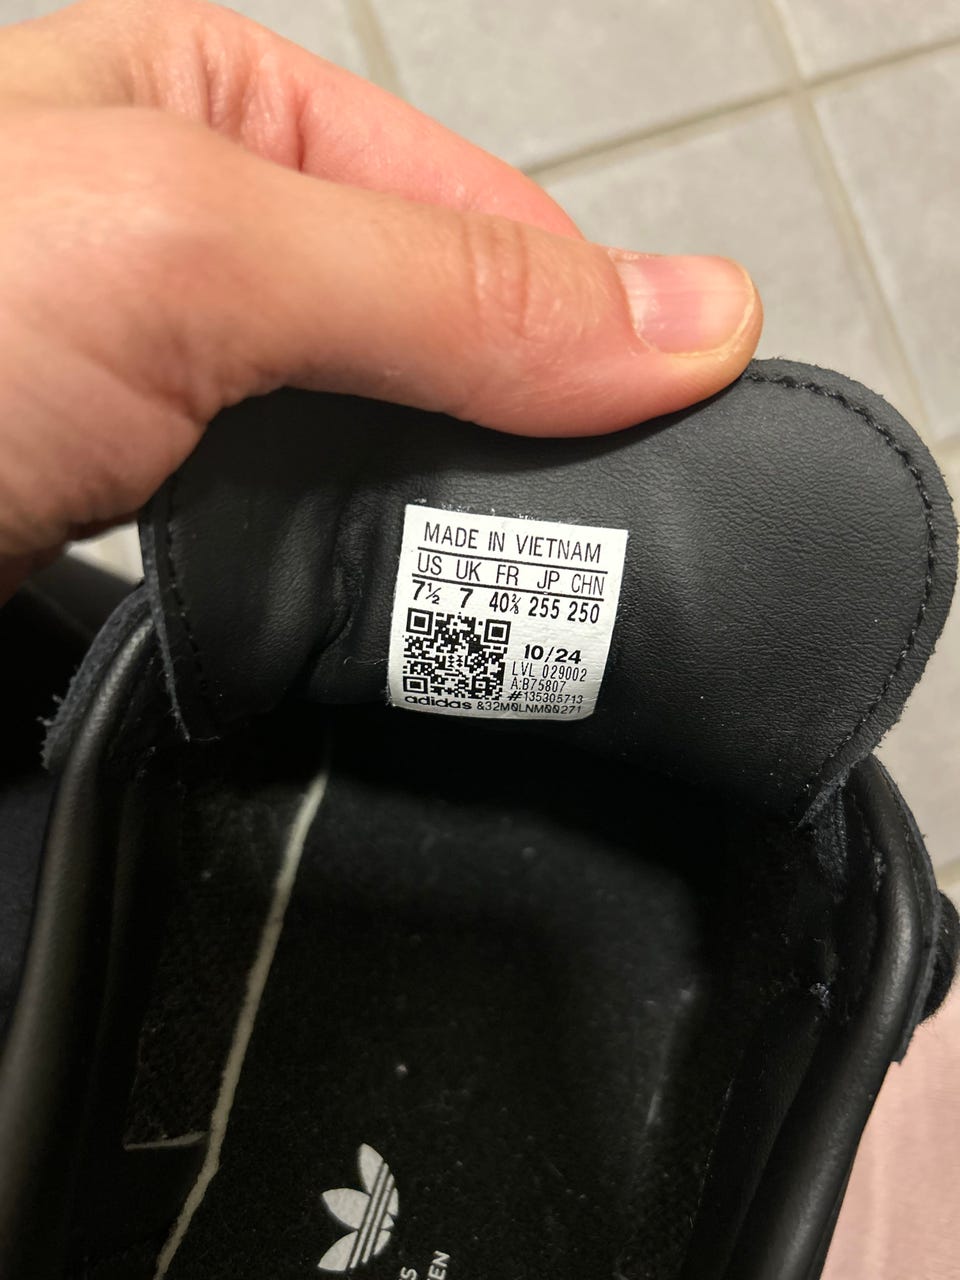 MADE IN VIETNAM
US UK FR JP CHN
7½ 7 40⅔ 255 250
10/24
LVL 029002
A:B75807
#135305713
adidas &32M0LNM00271